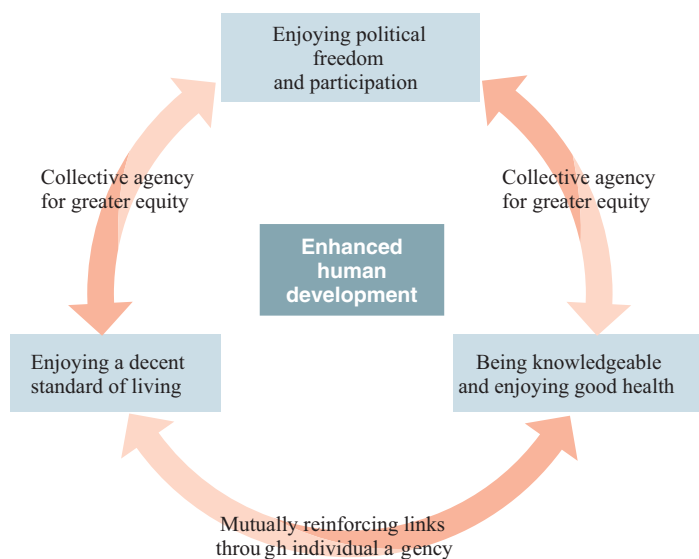 Enjoying political
freedom
and participation
Collective agency
for greater equity
Collective agency
for greater equity
Enhanced
human
development
Enjoying a decent
standard of living
Being knowledgeable
and enjoying good health
Mutually reinforcing links
throu gh individual a gency